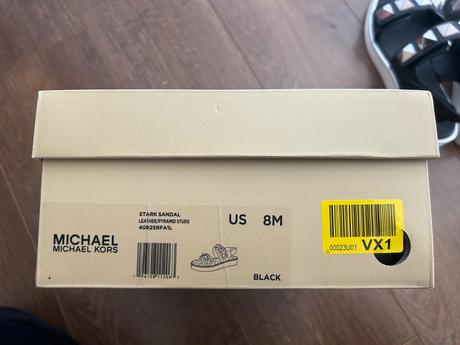 STARK SANDAL
LEATHER/PYRAMID STUDS
40R2SRFA1L
US 8M
MICHAEL
MICHAEL KORS
BLACK
00023U01 VX1